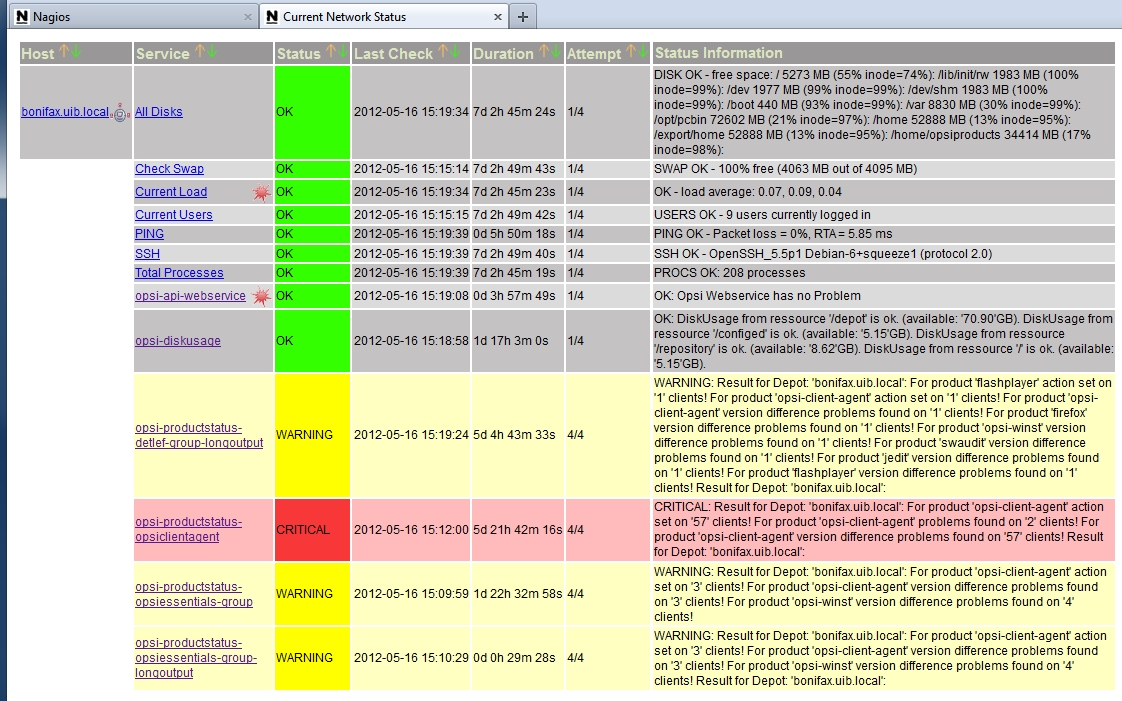 Nagios
Current Network Status
Host Service Status Last Check Duration Attempt Status Information
bonifax.uib.local All Disks OK 2012-05-16 15:19:34 7d 2h 45m 24s 1/4
DISK OK - free space: / 5273 MB (55% inode=74%): /lib/init/rw 1983 MB (100%
inode=99%): /dev 1977 MB (99% inode=99%): /dev/shm 1983 MB (100%
inode=99%): /boot 440 MB (93% inode=99%): /var 8830 MB (30% inode=99%):
/opt/pcbin 72602 MB (21% inode=97%): /home 52888 MB (13% inode=95%):
/export/home 52888 MB (13% inode=95%): /home/opsiproducts 34414 MB (17%
inode=98%):
Check Swap OK 2012-05-16 15:15:14 7d 2h 49m 43s 1/4 SWAP OK - 100% free (4063 MB out of 4095 MB)
Current Load OK 2012-05-16 15:19:34 7d 2h 45m 23s 1/4 OK - load average: 0.07, 0.09, 0.04
Current Users OK 2012-05-16 15:15:15 7d 2h 49m 42s 1/4 USERS OK - 9 users currently logged in
PING OK 2012-05-16 15:19:39 0d 5h 50m 18s 1/4 PING OK - Packet loss = 0%, RTA = 5.85 ms
SSH OK 2012-05-16 15:19:39 7d 2h 49m 40s 1/4 SSH OK - OpenSSH_5.5p1 Debian-6+squeeze1 (protocol 2.0)
Total Processes OK 2012-05-16 15:19:39 7d 2h 45m 19s 1/4 PROCS OK: 208 processes
opsi-api-webservice OK 2012-05-16 15:19:08 0d 3h 57m 49s 1/4 OK: Opsi Webservice has no Problem
opsi-diskusage OK 2012-05-16 15:18:58 1d 17h 3m 0s 1/4
OK: DiskUsage from ressource '/depot' is ok. (available: '70.90'GB). DiskUsage from
ressource '/configed' is ok. (available: '5.15'GB). DiskUsage from ressource
'/repository' is ok. (available: '8.62'GB). DiskUsage from ressource '/' is ok. (available:
'5.15'GB).
opsi-productstatus-
detlef-group-longoutput WARNING 2012-05-16 15:19:24 5d 4h 43m 33s 4/4
WARNING: Result for Depot: 'bonifax.uib.local': For product 'flashplayer' action set on
'1' clients! For product 'opsi-client-agent' action set on '1' clients! For product 'opsi-
client-agent' version difference problems found on '1' clients! For product 'firefox'
version difference problems found on '1' clients! For product 'opsi-winst' version
difference problems found on '1' clients! For product 'swaudit' version difference
problems found on '1' clients! For product 'jedit' version difference problems found
on '1' clients! For product 'flashplayer' version difference problems found on '1'
clients! Result for Depot: 'bonifax.uib.local':
opsi-productstatus-
opsiclientagent CRITICAL 2012-05-16 15:12:00 5d 21h 42m 16s 4/4
CRITICAL: Result for Depot: 'bonifax.uib.local': For product 'opsi-client-agent' action
set on '57' clients! For product 'opsi-client-agent' problems found on '2' clients! For
product 'opsi-client-agent' version difference problems found on '57' clients! Result
for Depot: 'bonifax.uib.local':
opsi-productstatus-
opsiessentials-group WARNING 2012-05-16 15:09:59 1d 22h 32m 58s 4/4
WARNING: Result for Depot: 'bonifax.uib.local': For product 'opsi-client-agent' action
set on '3' clients! For product 'opsi-client-agent' version difference problems found
on '3' clients! For product 'opsi-winst' version difference problems found on '4'
clients!
opsi-productstatus-
opsiessentials-group-
longoutput WARNING 2012-05-16 15:10:29 0d 0h 29m 28s 4/4
WARNING: Result for Depot: 'bonifax.uib.local': For product 'opsi-client-agent' action
set on '3' clients! For product 'opsi-client-agent' version difference problems found
on '3' clients! For product 'opsi-winst' version difference problems found on '4'
clients! Result for Depot: 'bonifax.uib.local':